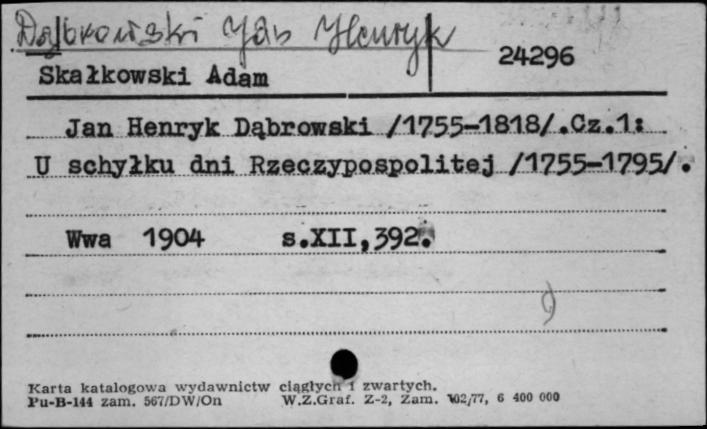 Dąbrowski Jan Henryk
24296
Skałkowski Adam
Jan Henryk Dąbrowski /1755-1818/.Cz.1:
U schyłku dni Rzeczypospolitej /1755-1795/.
Wwa 1904 s.XII,392.
Karta katalogowa wydawnictw ciągłych i zwartych.
Pu-B-144 zam. 567/DW/On W.Z.Graf. Z-2, Zam. 102/77, 6 400 000